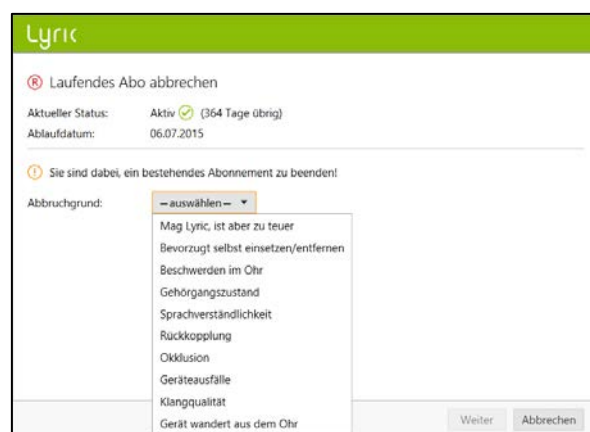 Lyric
R Laufendes Abo abbrechen
Aktueller Status: Aktiv (364 Tage übrig)
Ablaufdatum: 06.07.2015
! Sie sind dabei, ein bestehendes Abonnement zu beenden!
Abbruchgrund: – auswählen –
Mag Lyric, ist aber zu teuer
Bevorzugt selbst einsetzen/entfernen
Beschwerden im Ohr
Gehörgangszustand
Sprachverständlichkeit
Rückkopplung
Okklusion
Geräteausfälle
Klangqualität
Gerät wandert aus dem Ohr
Weiter Abbrechen